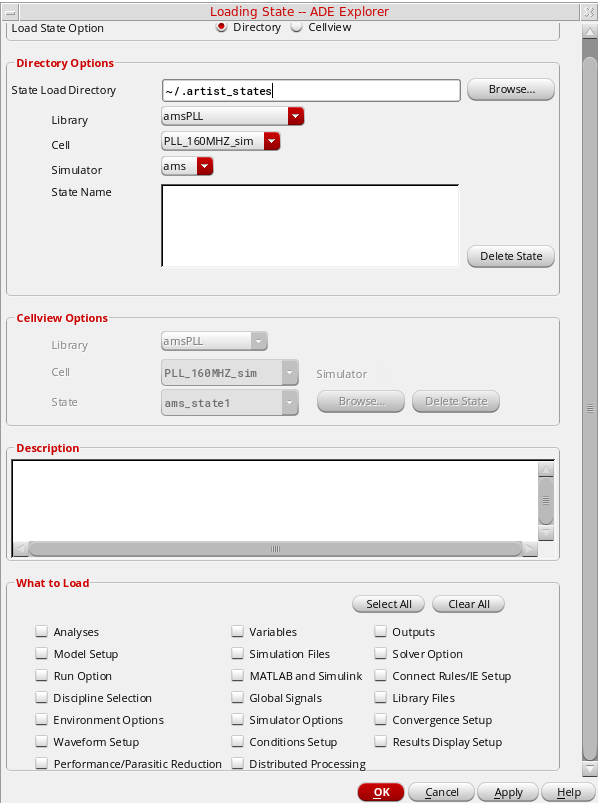 Loading State -- ADE Explorer
Load State Option Directory Cellview
Directory Options
State Load Directory ~/.artist_states Browse...
Library amsPLL
Cell PLL_160MHZ_sim
Simulator ams
State Name
Delete State
Cellview Options
Library amsPLL
Cell PLL_160MHZ_sim Simulator
State ams_state1 Browse... Delete State
Description
What to Load
Select All Clear All
Analyses Variables Outputs
Model Setup Simulation Files Solver Option
Run Option MATLAB and Simulink Connect Rules/IE Setup
Discipline Selection Global Signals Library Files
Environment Options Simulator Options Convergence Setup
Waveform Setup Conditions Setup Results Display Setup
Performance/Parasitic Reduction Distributed Processing
OK Cancel Apply Help